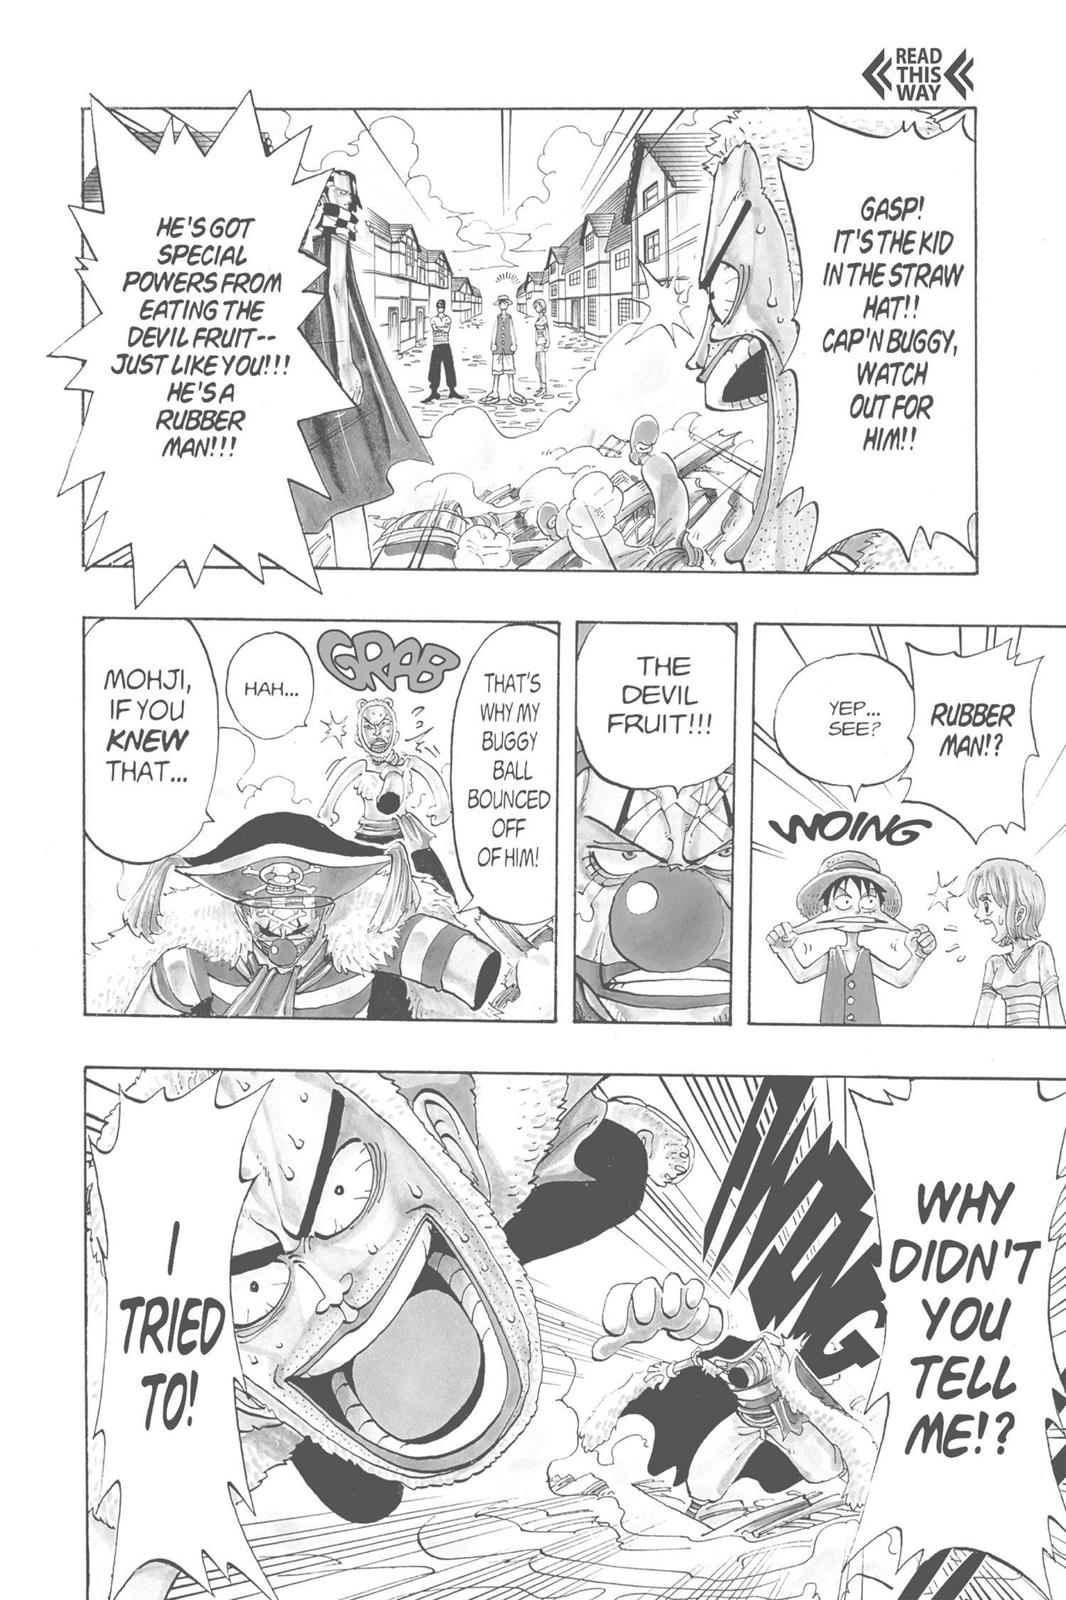 READ
THIS
WAY
GASP!
IT'S THE KID
IN THE STRAW
HAT!!
CAP'N BUGGY,
WATCH
OUT FOR
HIM!!
HE'S GOT
SPECIAL
POWERS FROM
EATING THE
DEVIL FRUIT--
JUST LIKE YOU!!!
HE'S A
RUBBER
MAN!!!
RUBBER
MAN!?
YEP...
SEE?
WOING
THE
DEVIL
FRUIT!!!
THAT'S
WHY MY
BUGGY
BALL
BOUNCED
OFF
OF HIM!
GRAB
HAH...
MOHJI,
IF YOU
KNEW
THAT...
WHY
DIDN'T
YOU
TELL
ME!?
I
TRIED
TO!